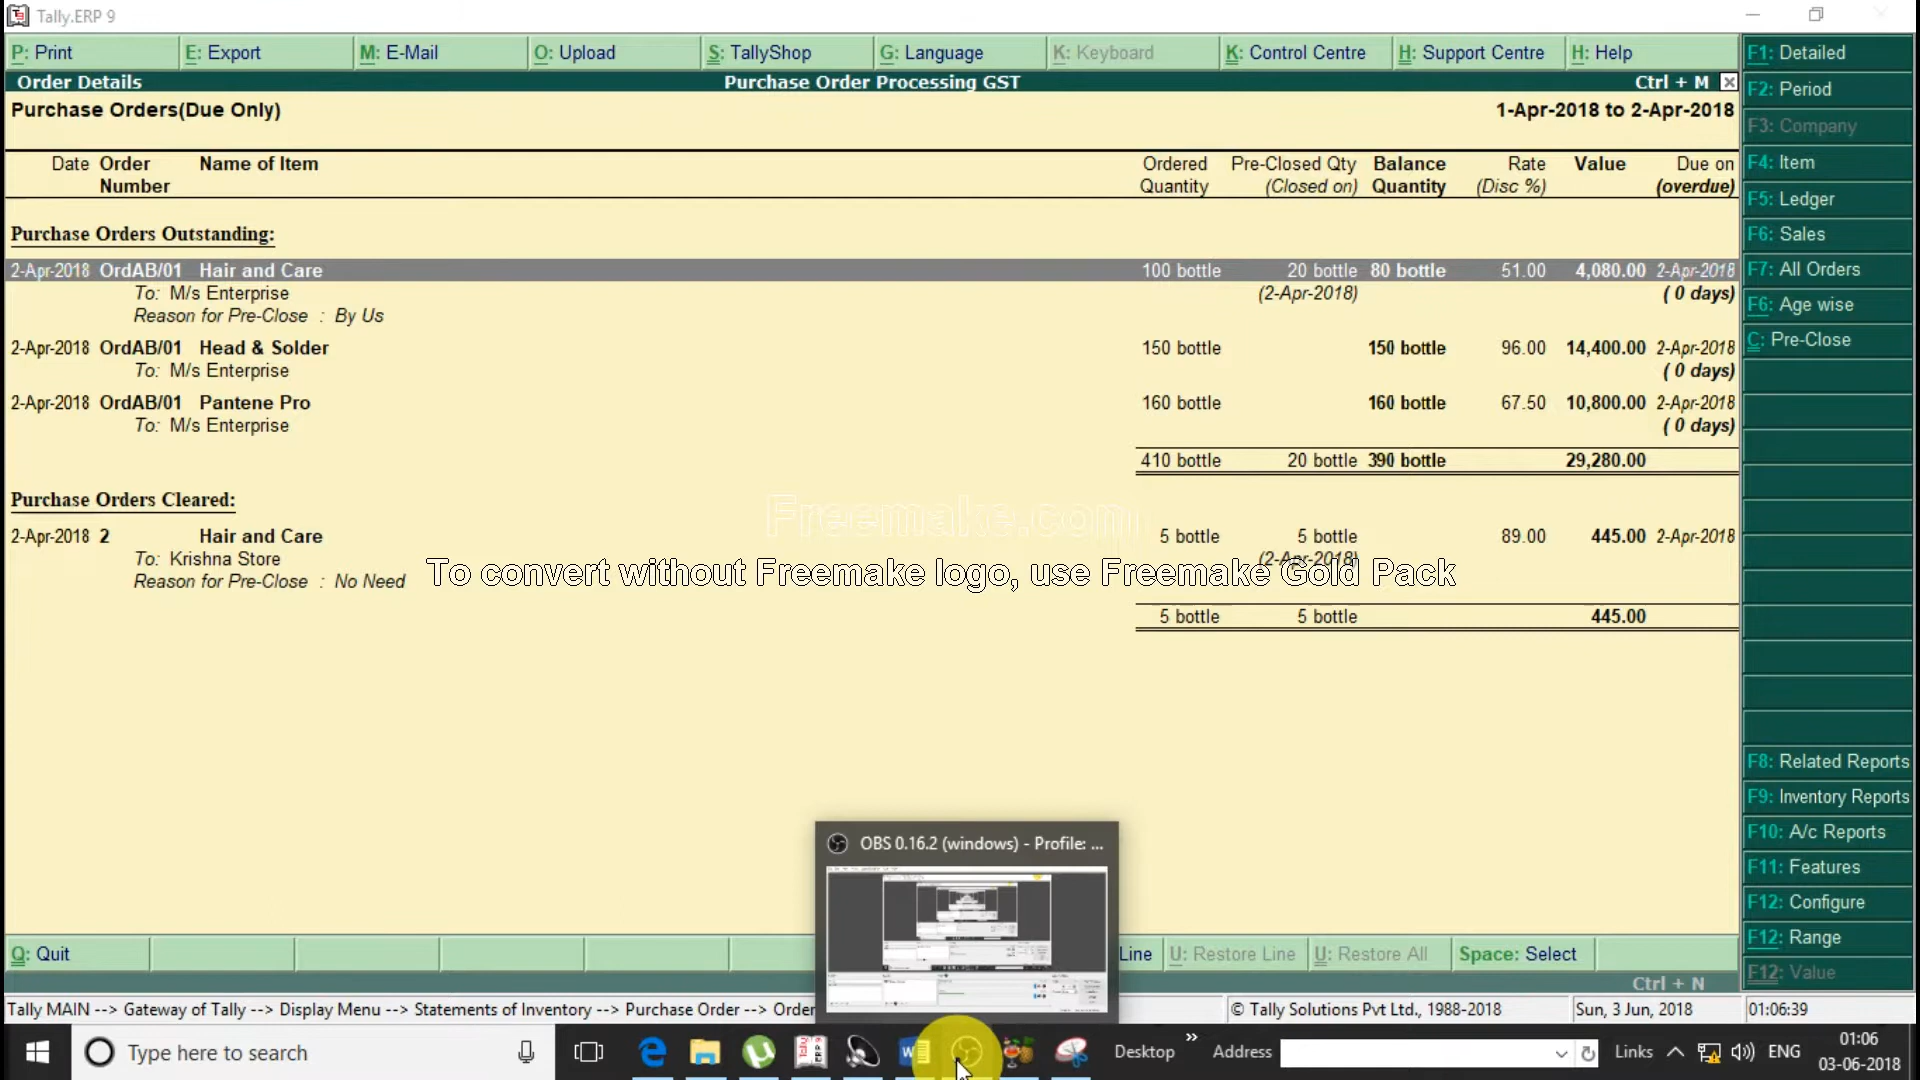 Tally.ERP 9
P: Print E: Export M: E-Mail O: Upload S: TallyShop G: Language K: Keyboard K: Control Centre H: Support Centre H: Help
Order Details Purchase Order Processing GST Ctrl + M
Purchase Orders(Due Only) 1-Apr-2018 to 2-Apr-2018
Date Order Name of Item Ordered Pre-Closed Qty Balance Rate Value Due on
Number Quantity (Closed on) Quantity (Disc %) (overdue)
Purchase Orders Outstanding:
2-Apr-2018 OrdAB/01 Hair and Care 100 bottle 20 bottle 80 bottle 51.00 4,080.00 2-Apr-2018
To: M/s Enterprise (2-Apr-2018) ( 0 days)
Reason for Pre-Close : By Us
2-Apr-2018 OrdAB/01 Head & Solder 150 bottle 150 bottle 96.00 14,400.00 2-Apr-2018
To: M/s Enterprise ( 0 days)
2-Apr-2018 OrdAB/01 Pantene Pro 160 bottle 160 bottle 67.50 10,800.00 2-Apr-2018
To: M/s Enterprise ( 0 days)
410 bottle 20 bottle 390 bottle 29,280.00
Purchase Orders Cleared:
Freemake.com
2-Apr-2018 2 Hair and Care 5 bottle 5 bottle 89.00 445.00 2-Apr-2018
To: Krishna Store (2-Apr-2018)
Reason for Pre-Close : No Need
To convert without Freemake logo, use Freemake Gold Pack
5 bottle 5 bottle 445.00
F1: Detailed
F2: Period
F3: Company
F4: Item
F5: Ledger
F6: Sales
F7: All Orders
F6: Age wise
C: Pre-Close
F8: Related Reports
F9: Inventory Reports
F10: A/c Reports
F11: Features
F12: Configure
F12: Range
F12: Value
OBS 0.16.2 (windows) - Profile: ...
Q: Quit Line U: Restore Line U: Restore All Space: Select
Ctrl + N
Tally MAIN --> Gateway of Tally --> Display Menu --> Statements of Inventory --> Purchase Order --> Order © Tally Solutions Pvt Ltd., 1988-2018 Sun, 3 Jun, 2018 01:06:39
Type here to search Desktop Address Links ENG 01:06
03-06-2018